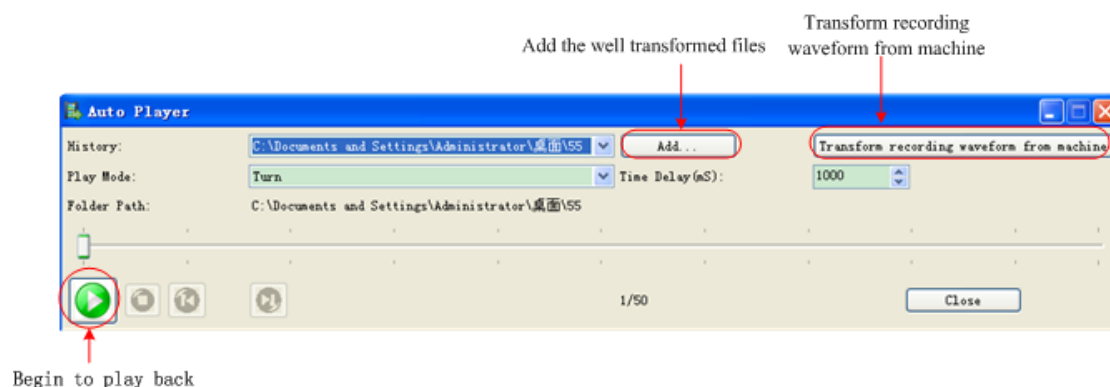 Transform recording
Add the well transformed files waveform from machine
Auto Player
History: C:\Documents and Settings\Administrator\桌面\55 Add... Transform recording waveform from machine
Play Mode: Turn Time Delay(mS): 1000
Folder Path: C:\Documents and Settings\Administrator\桌面\55
1/50 Close
Begin to play back